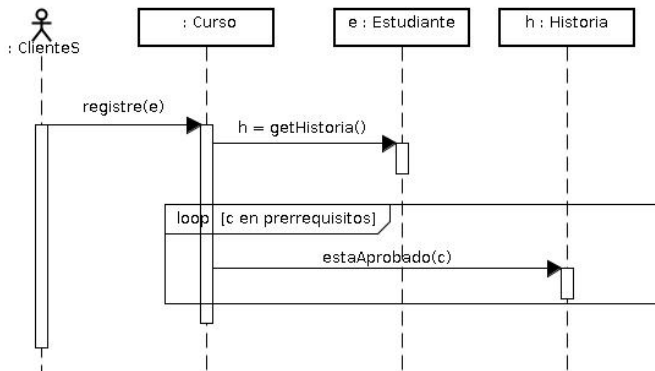 : ClienteS
: Curso
e : Estudiante
h : Historia
registre(e)
h = getHistoria()
loop [c en prerrequisitos]
estaAprobado(c)